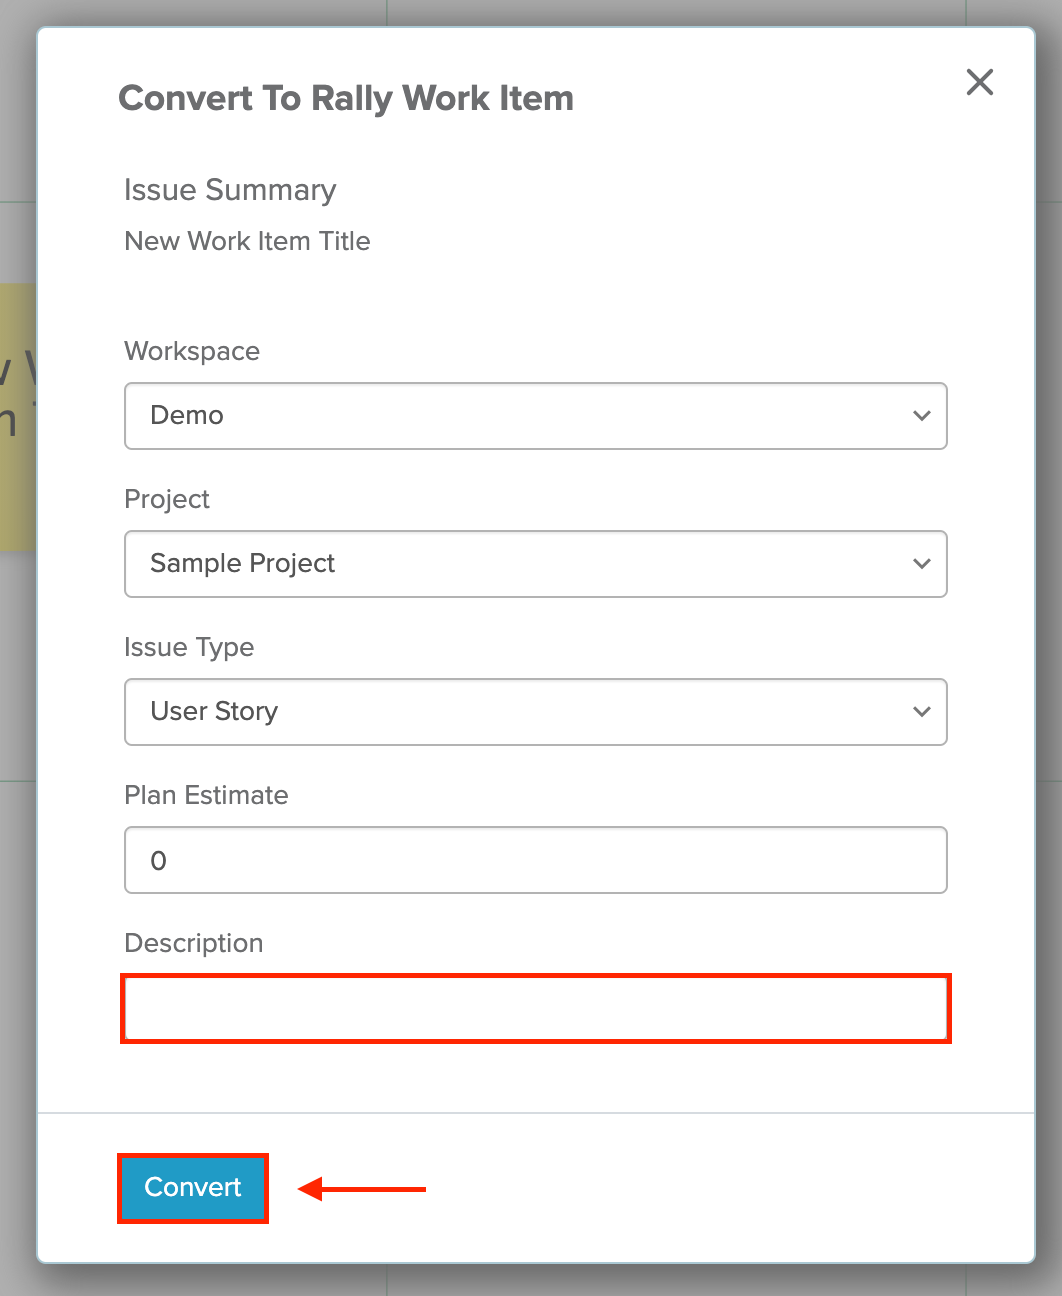 Convert To Rally Work Item
Issue Summary
New Work Item Title
Workspace
Demo
Project
Sample Project
Issue Type
User Story
Plan Estimate
0
Description
Convert